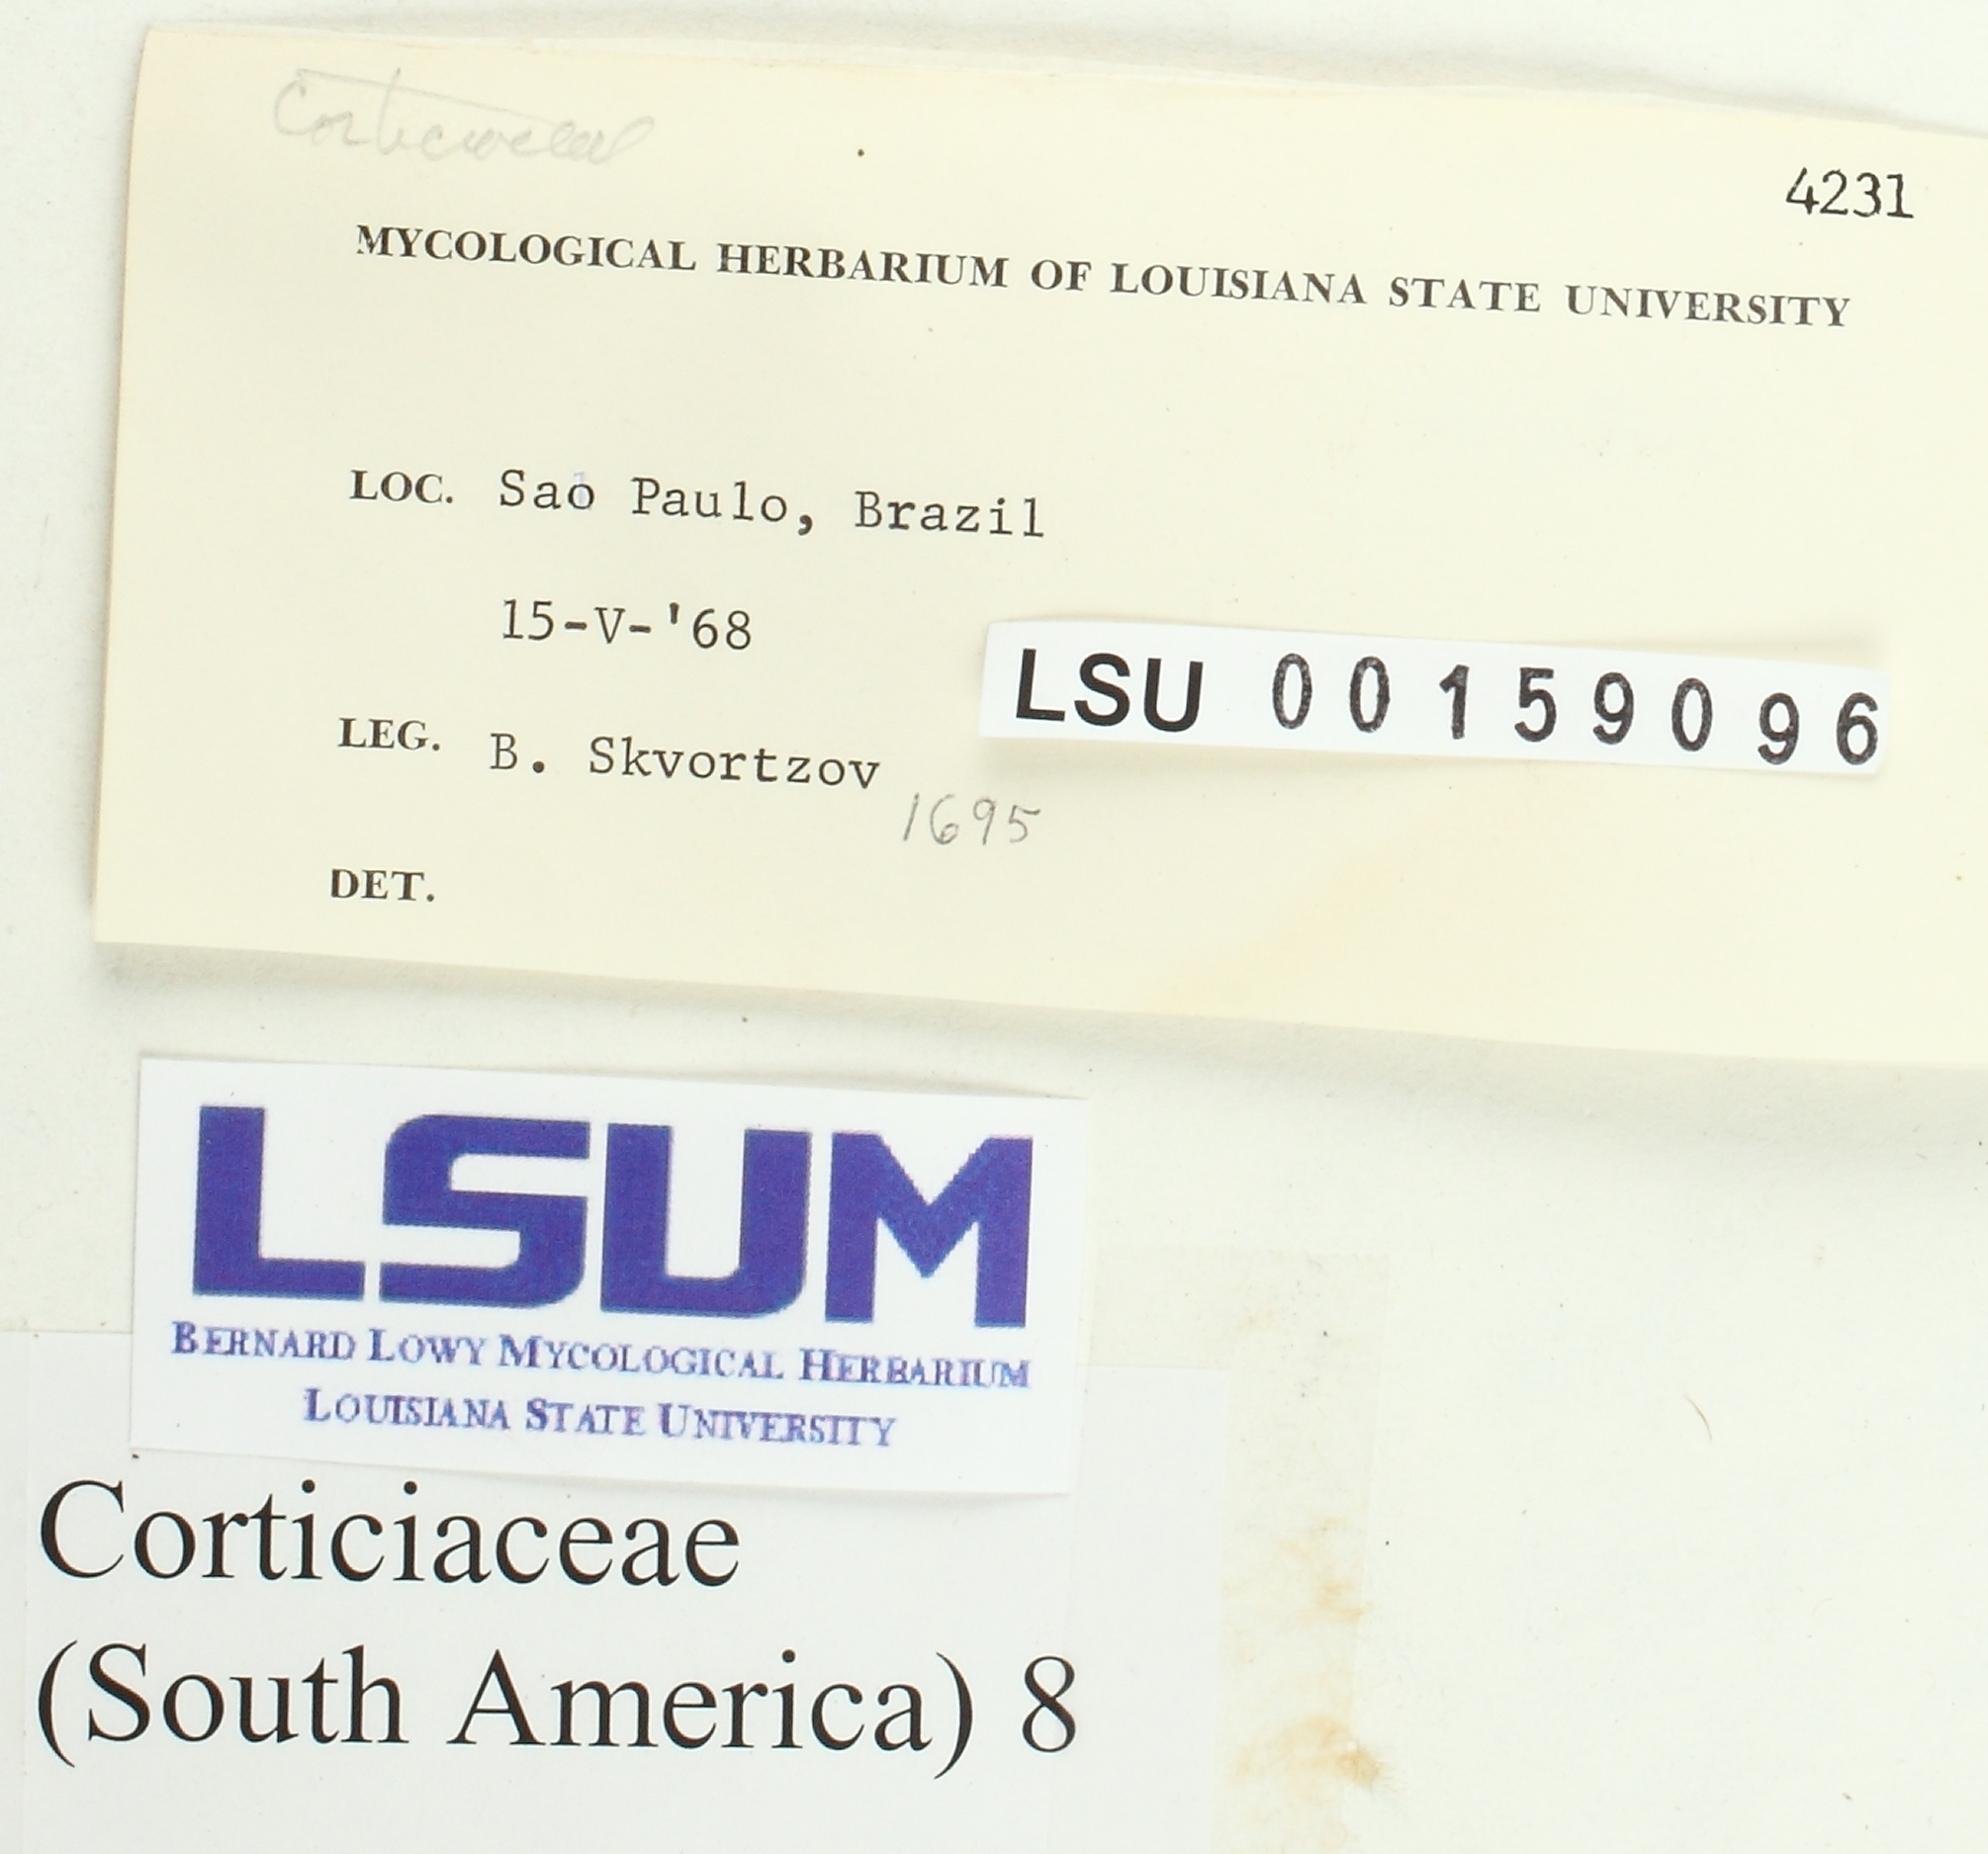 Corticiaceae
4231
MYCOLOGICAL HERBARIUM OF LOUISIANA STATE UNIVERSITY
LOC. Sao Paulo, Brazil
15-V-'68
LSU 00159096
LEG. B. Skvortzov
1695
DET.
LSUM
BERNARD LOWY MYCOLOGICAL HERBARIUM
LOUISIANA STATE UNIVERSITY
Corticiaceae
(South America) 8